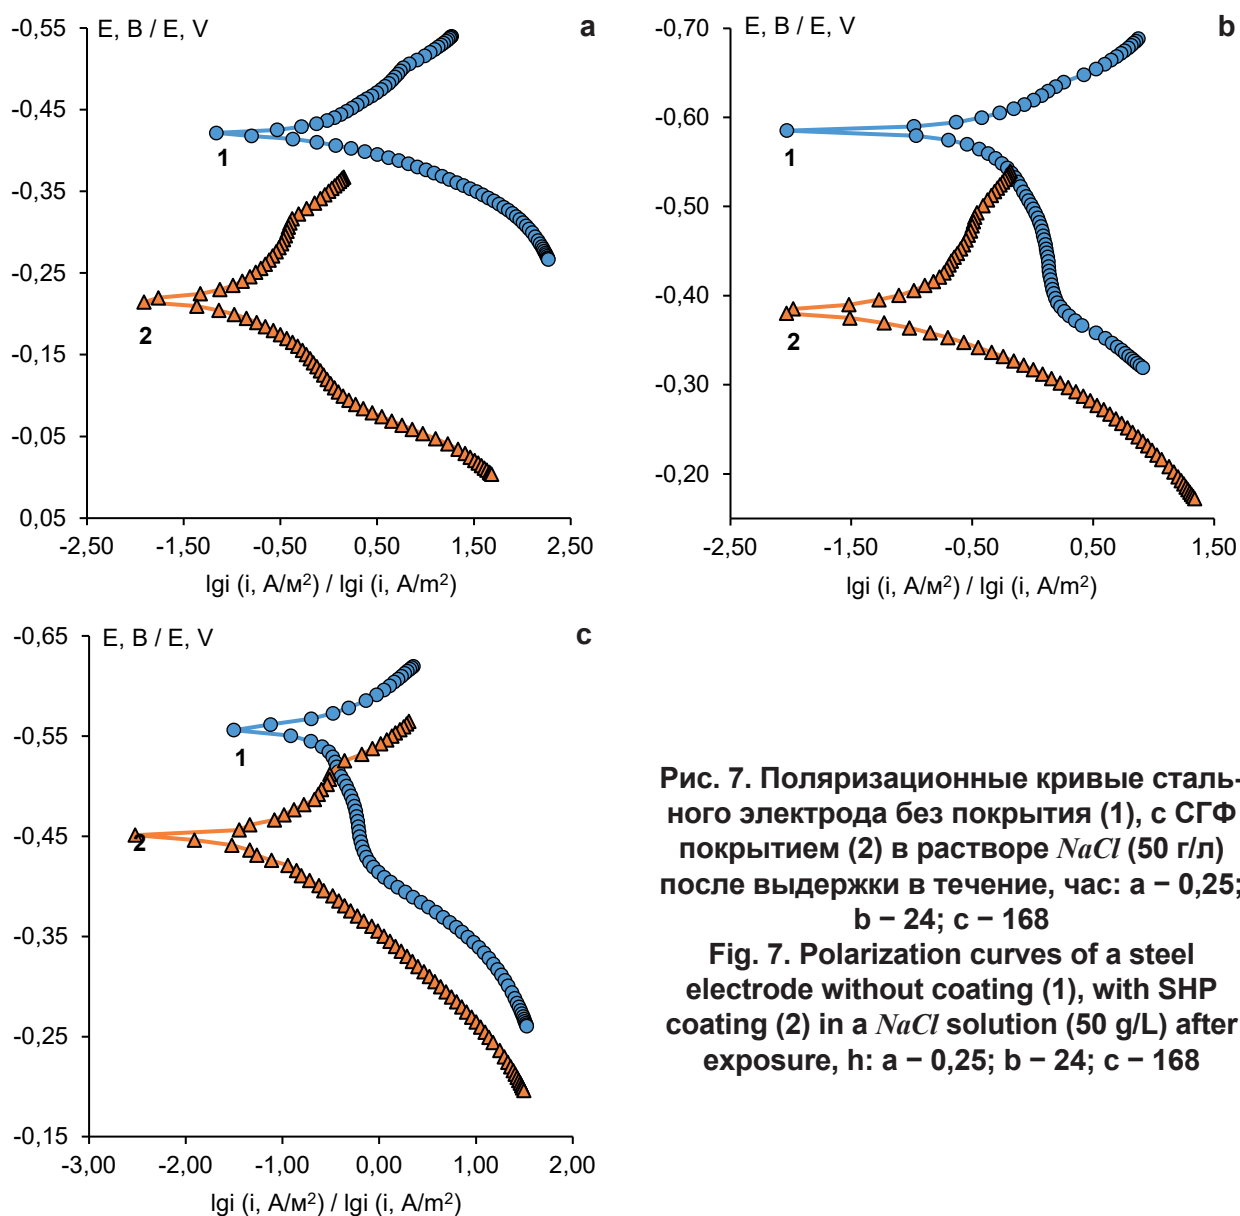 E, В / E, V
a
-0,55
-0,45
-0,35
-0,25
-0,15
-0,05
0,05
1
2
-2,50
-1,50
-0,50
0,50
1,50
2,50
lgi (i, А/м²) / lgi (i, A/m²)
E, В / E, V
b
-0,70
-0,60
-0,50
-0,40
-0,30
-0,20
1
2
-2,50
-1,50
-0,50
0,50
1,50
lgi (i, А/м²) / lgi (i, A/m²)
E, В / E, V
c
-0,65
-0,55
-0,45
-0,35
-0,25
-0,15
1
2
-3,00
-2,00
-1,00
0,00
1,00
2,00
lgi (i, А/м²) / lgi (i, A/m²)
Рис. 7. Поляризационные кривые сталь-
ного электрода без покрытия (1), с СГФ
покрытием (2) в растворе NaCl (50 г/л)
после выдержки в течение, час: a – 0,25;
b – 24; c – 168
Fig. 7. Polarization curves of a steel
electrode without coating (1), with SHP
coating (2) in a NaCl solution (50 g/L) after
exposure, h: a – 0,25; b – 24; c – 168